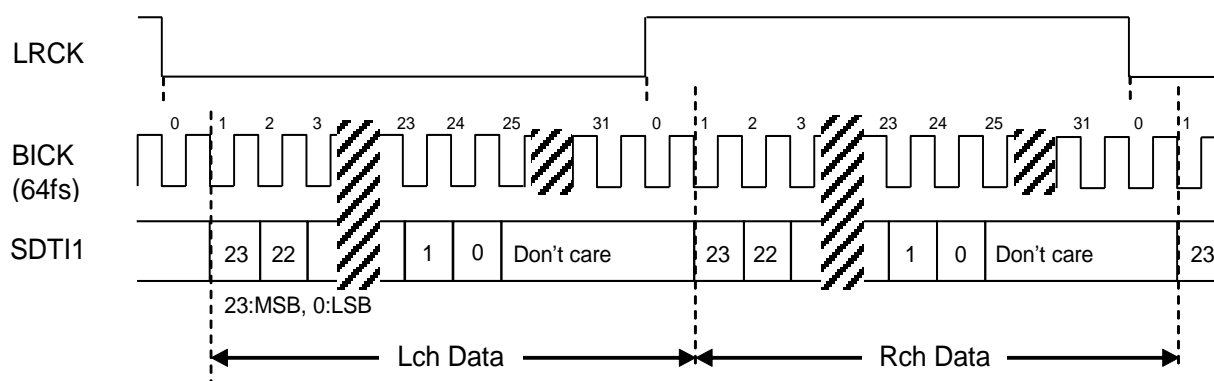 LRCK
0 1 2 3 23 24 25 31 0 1 2 3 23 24 25 31 0 1
BICK
(64fs)
SDTI1 23 22 1 0 Don't care 23 22 1 0 Don't care 23
23:MSB, 0:LSB
Lch Data Rch Data